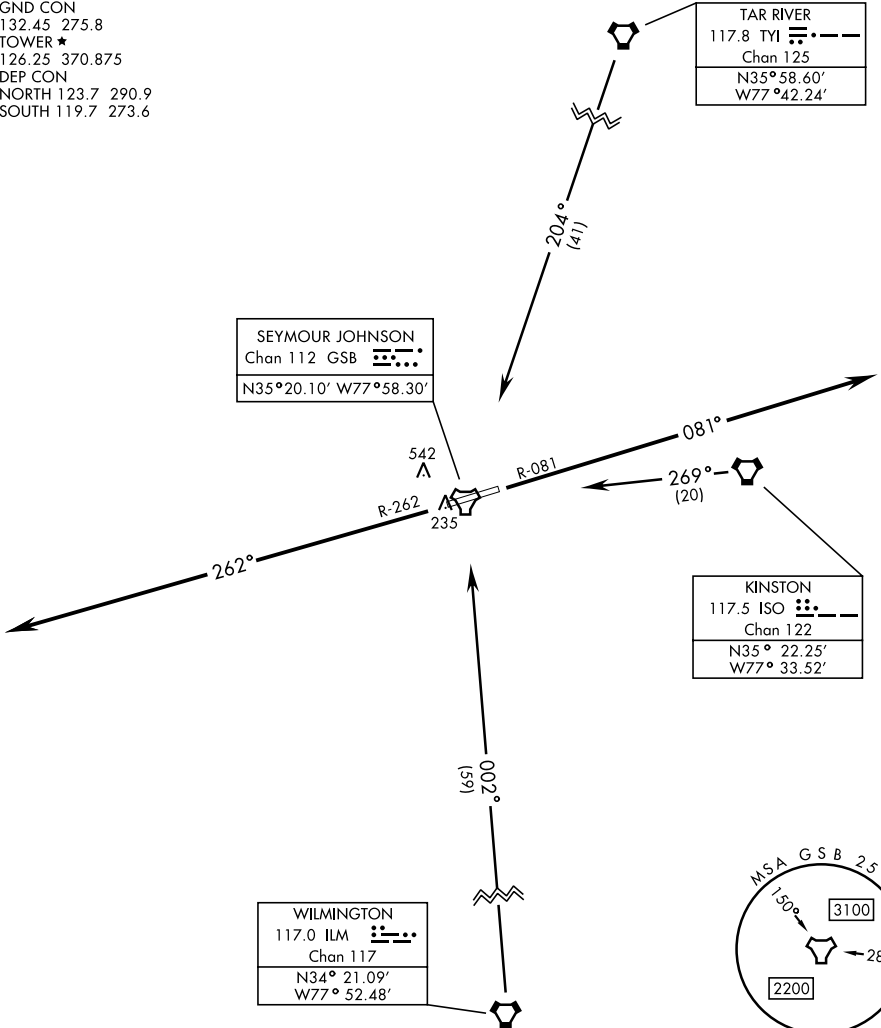 GND CON
132.45 275.8
TOWER ★
126.25 370.875
DEP CON
NORTH 123.7 290.9
SOUTH 119.7 273.6
TAR RIVER
117.8 TYI
Chan 125
N35° 58.60'
W77° 42.24'
204°
(41)
SEYMOUR JOHNSON
Chan 112 GSB
N35° 20.10' W77° 58.30'
081°
R-081
542
269°
(20)
R-262
235
262°
KINSTON
117.5 ISO
Chan 122
N35° 22.25'
W77° 33.52'
002°
(59)
WILMINGTON
117.0 ILM
Chan 117
N34° 21.09'
W77° 52.48'
MSA GSB 25
150°
3100
28
2200